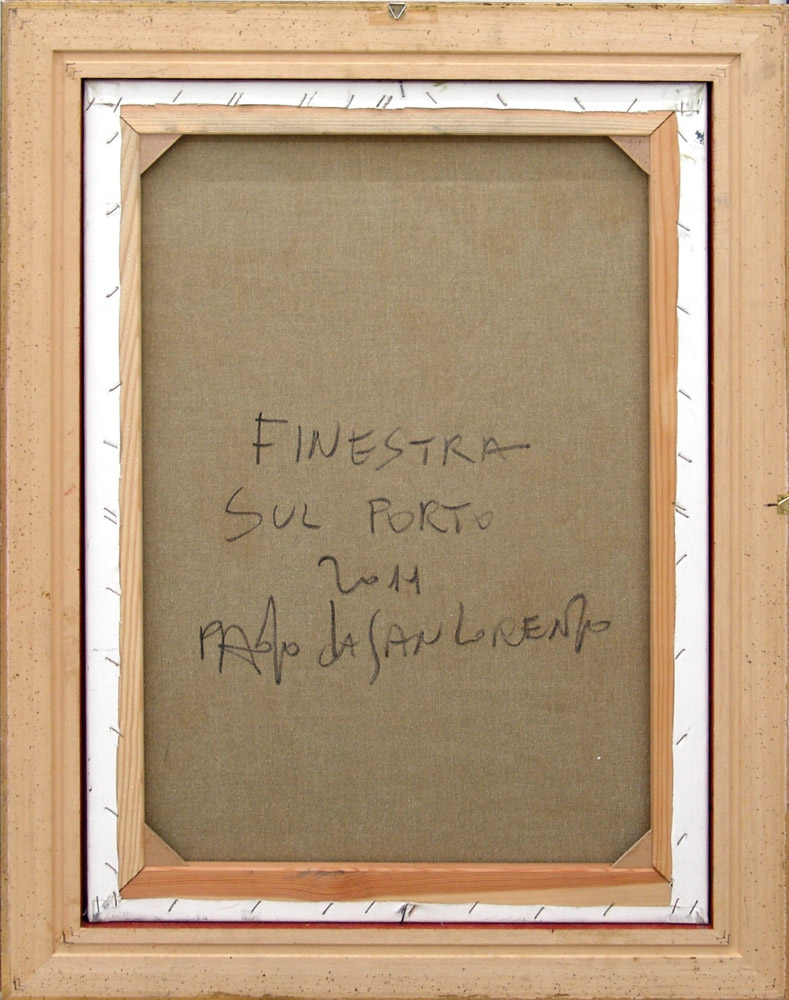 FINESTRA
SUL PORTO
2011
PAOLO dA SAN LORENZO